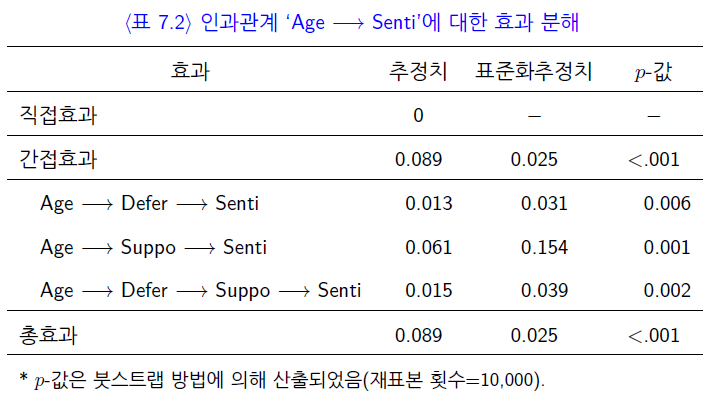 〈표 7.2〉 인과관계 ‘Age ⟶ Senti’에 대한 효과 분해
효과 추정치 표준화추정치 p-값
직접효과 0 − −
간접효과 0.089 0.025 <.001
Age ⟶ Defer ⟶ Senti 0.013 0.031 0.006
Age ⟶ Suppo ⟶ Senti 0.061 0.154 0.001
Age ⟶ Defer ⟶ Suppo ⟶ Senti 0.015 0.039 0.002
총효과 0.089 0.025 <.001
* p-값은 붓스트랩 방법에 의해 산출되었음(재표본 횟수=10,000).